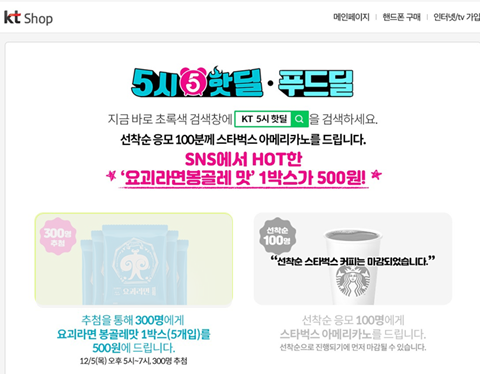 kt Shop
메인페이지 | 핸드폰 구매 | 인터넷/tv 가입
5시 5 핫딜 · 푸드딜
지금 바로 초록색 검색창에 KT 5시 핫딜 을 검색하세요.
선착순 응모 100분께 스타벅스 아메리카노를 드립니다.
SNS에서 HOT한
‘요괴라면봉골레 맛’ 1박스가 500원!
300명
추첨
요괴라면
선착순
100명
“선착순 스타벅스 커피는 마감되었습니다.”
추첨을 통해 300명에게
요괴라면 봉골레맛 1박스(5개입)를
500원에 드립니다.
12/5(목) 오후 5시~7시, 300명 추첨
선착순 응모 100명에게
스타벅스 아메리카노를 드립니다.
선착순으로 진행되기에 먼저 마감될 수 있습니다.